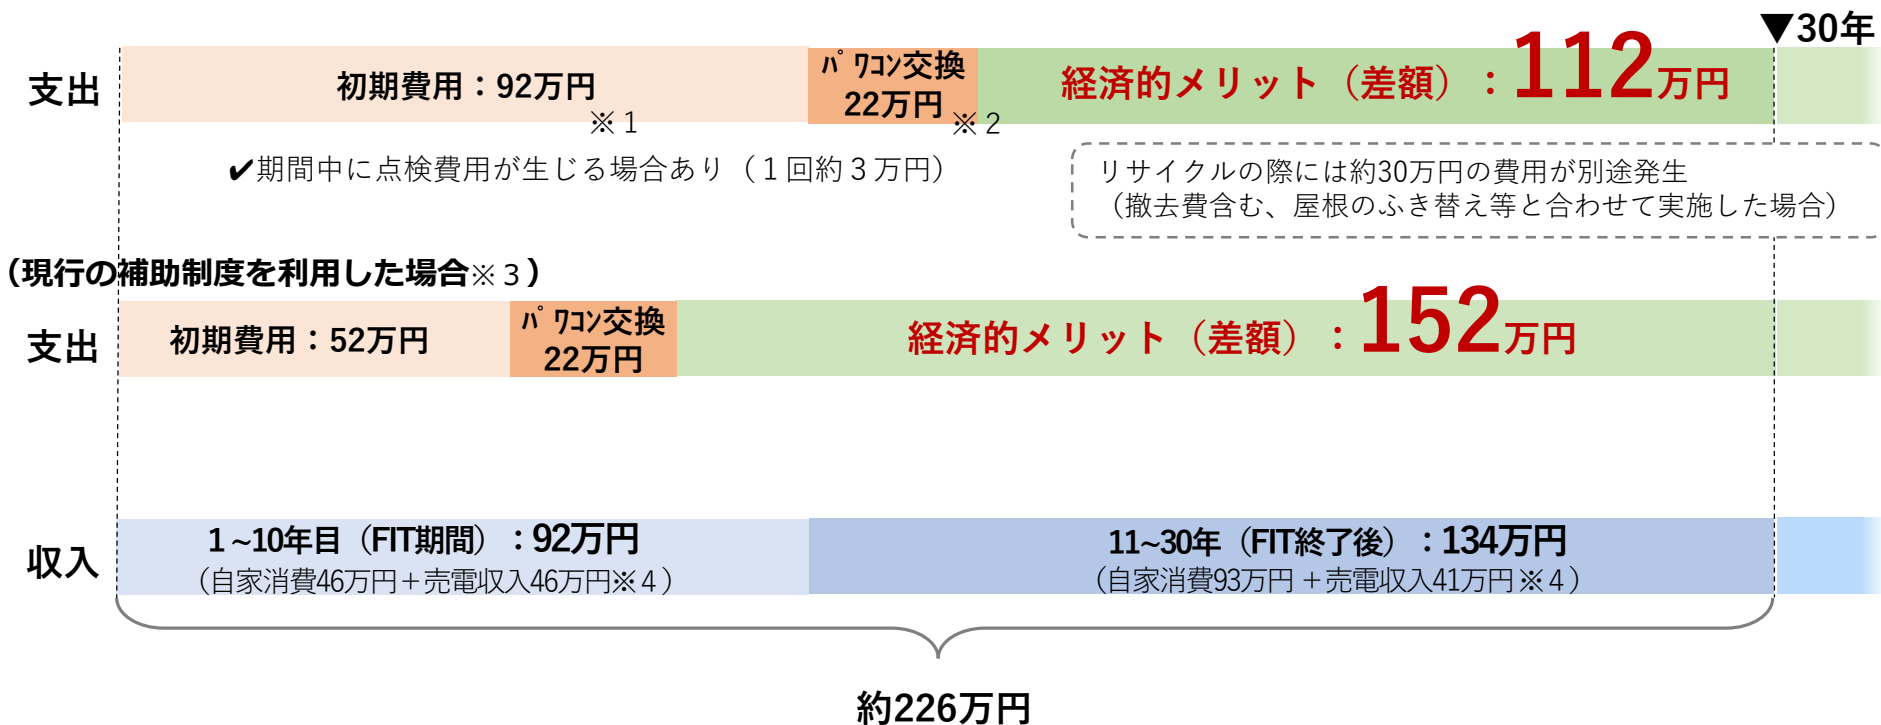 ▼30年
支出
初期費用：92万円
※１
ﾊﾟﾜｺﾝ交換
22万円
※２
経済的メリット（差額）：112万円
✔期間中に点検費用が生じる場合あり（１回約３万円）
リサイクルの際には約30万円の費用が別途発生
（撤去費含む、屋根のふき替え等と合わせて実施した場合）
（現行の補助制度を利用した場合※３）
支出
初期費用：52万円
ﾊﾟﾜｺﾝ交換
22万円
経済的メリット（差額）：152万円
収入
1~10年目（FIT期間）：92万円
（自家消費46万円＋売電収入46万円※４）
11~30年（FIT終了後）：134万円
（自家消費93万円＋売電収入41万円※４）
約226万円